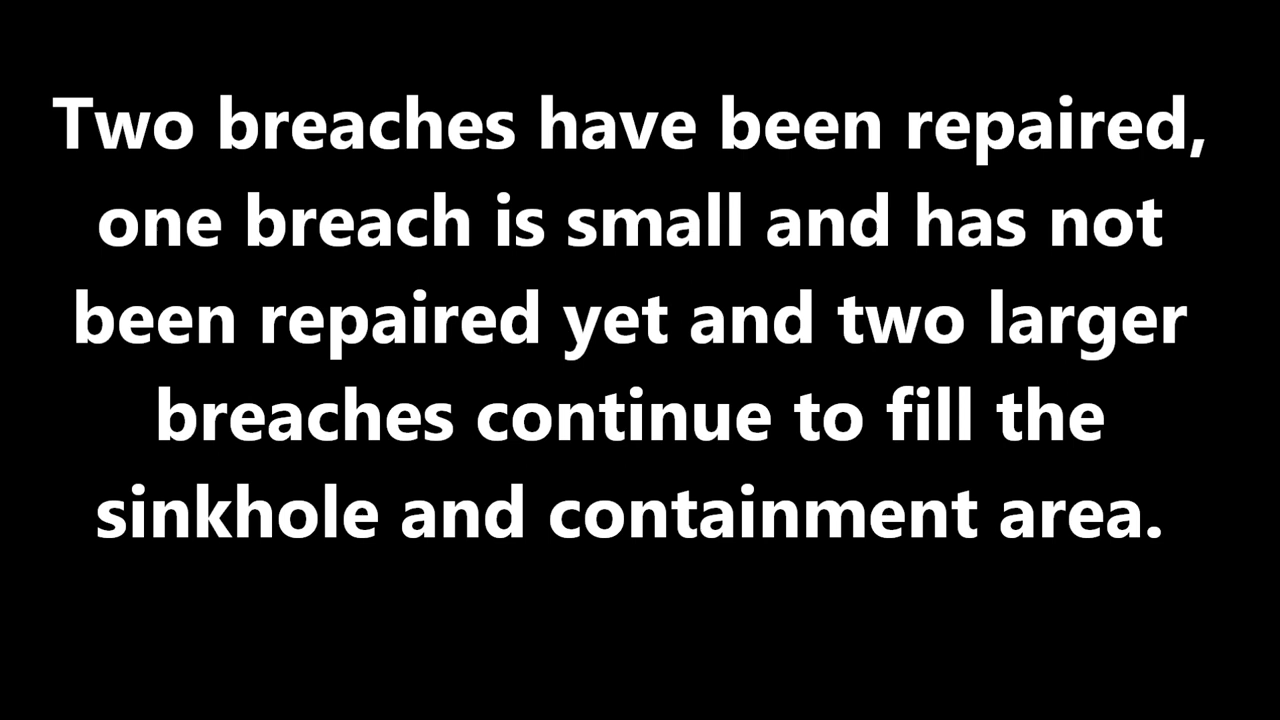 Two breaches have been repaired,
one breach is small and has not
been repaired yet and two larger
breaches continue to fill the
sinkhole and containment area.